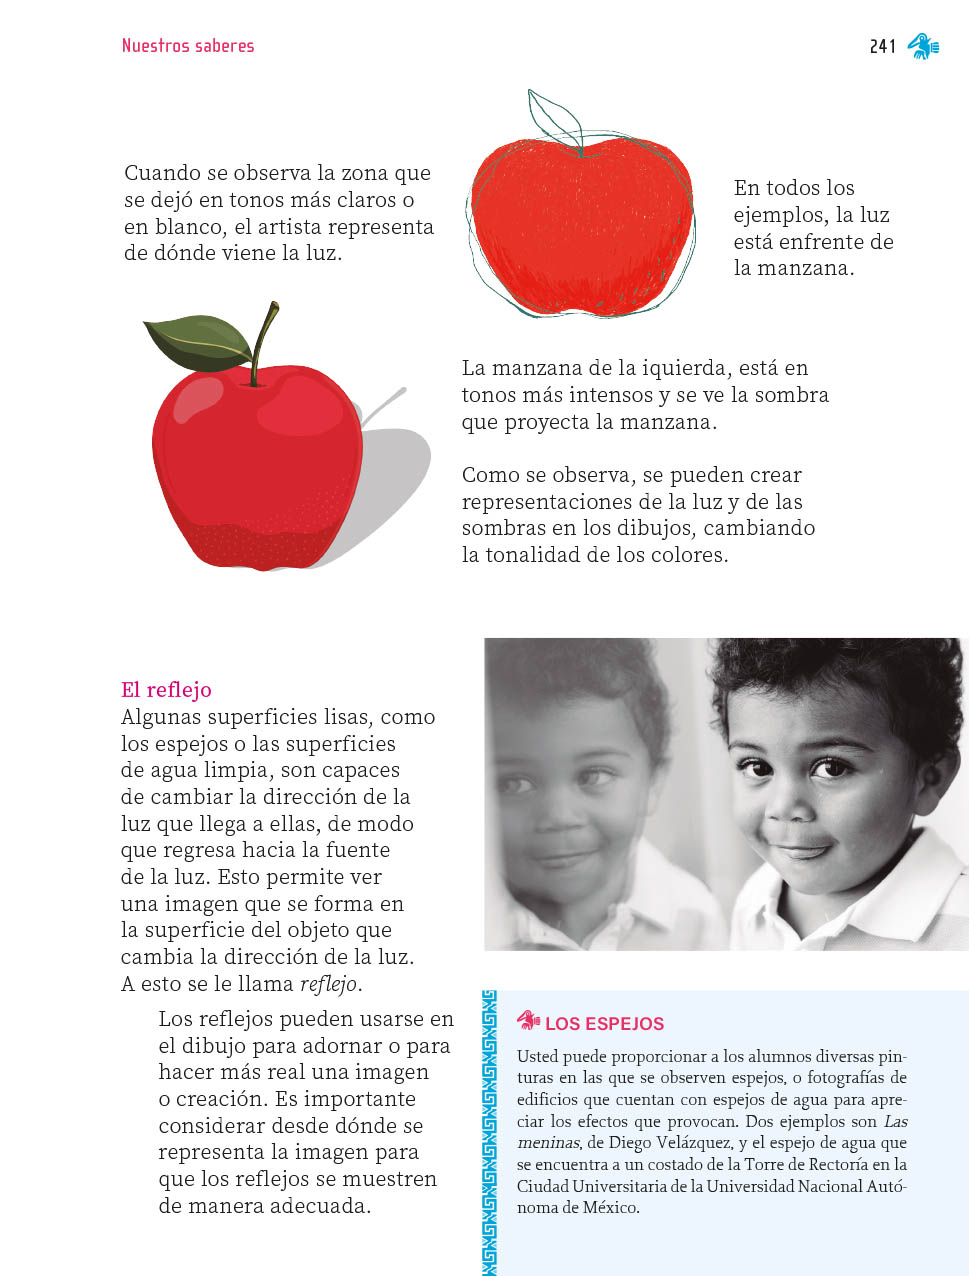 Nuestros saberes
241
Cuando se observa la zona que
se dejó en tonos más claros o
en blanco, el artista representa
de dónde viene la luz.
En todos los
ejemplos, la luz
está enfrente de
la manzana.
La manzana de la iquierda, está en
tonos más intensos y se ve la sombra
que proyecta la manzana.
Como se observa, se pueden crear
representaciones de la luz y de las
sombras en los dibujos, cambiando
la tonalidad de los colores.
El reflejo
Algunas superficies lisas, como
los espejos o las superficies
de agua limpia, son capaces
de cambiar la dirección de la
luz que llega a ellas, de modo
que regresa hacia la fuente
de la luz. Esto permite ver
una imagen que se forma en
la superficie del objeto que
cambia la dirección de la luz.
A esto se le llama reflejo.
Los reflejos pueden usarse en
el dibujo para adornar o para
hacer más real una imagen
o creación. Es importante
considerar desde dónde se
representa la imagen para
que los reflejos se muestren
de manera adecuada.
LOS ESPEJOS
Usted puede proporcionar a los alumnos diversas pin-
turas en las que se observen espejos, o fotografías de
edificios que cuentan con espejos de agua para apre-
ciar los efectos que provocan. Dos ejemplos son Las
meninas, de Diego Velázquez, y el espejo de agua que
se encuentra a un costado de la Torre de Rectoría en la
Ciudad Universitaria de la Universidad Nacional Autó-
noma de México.